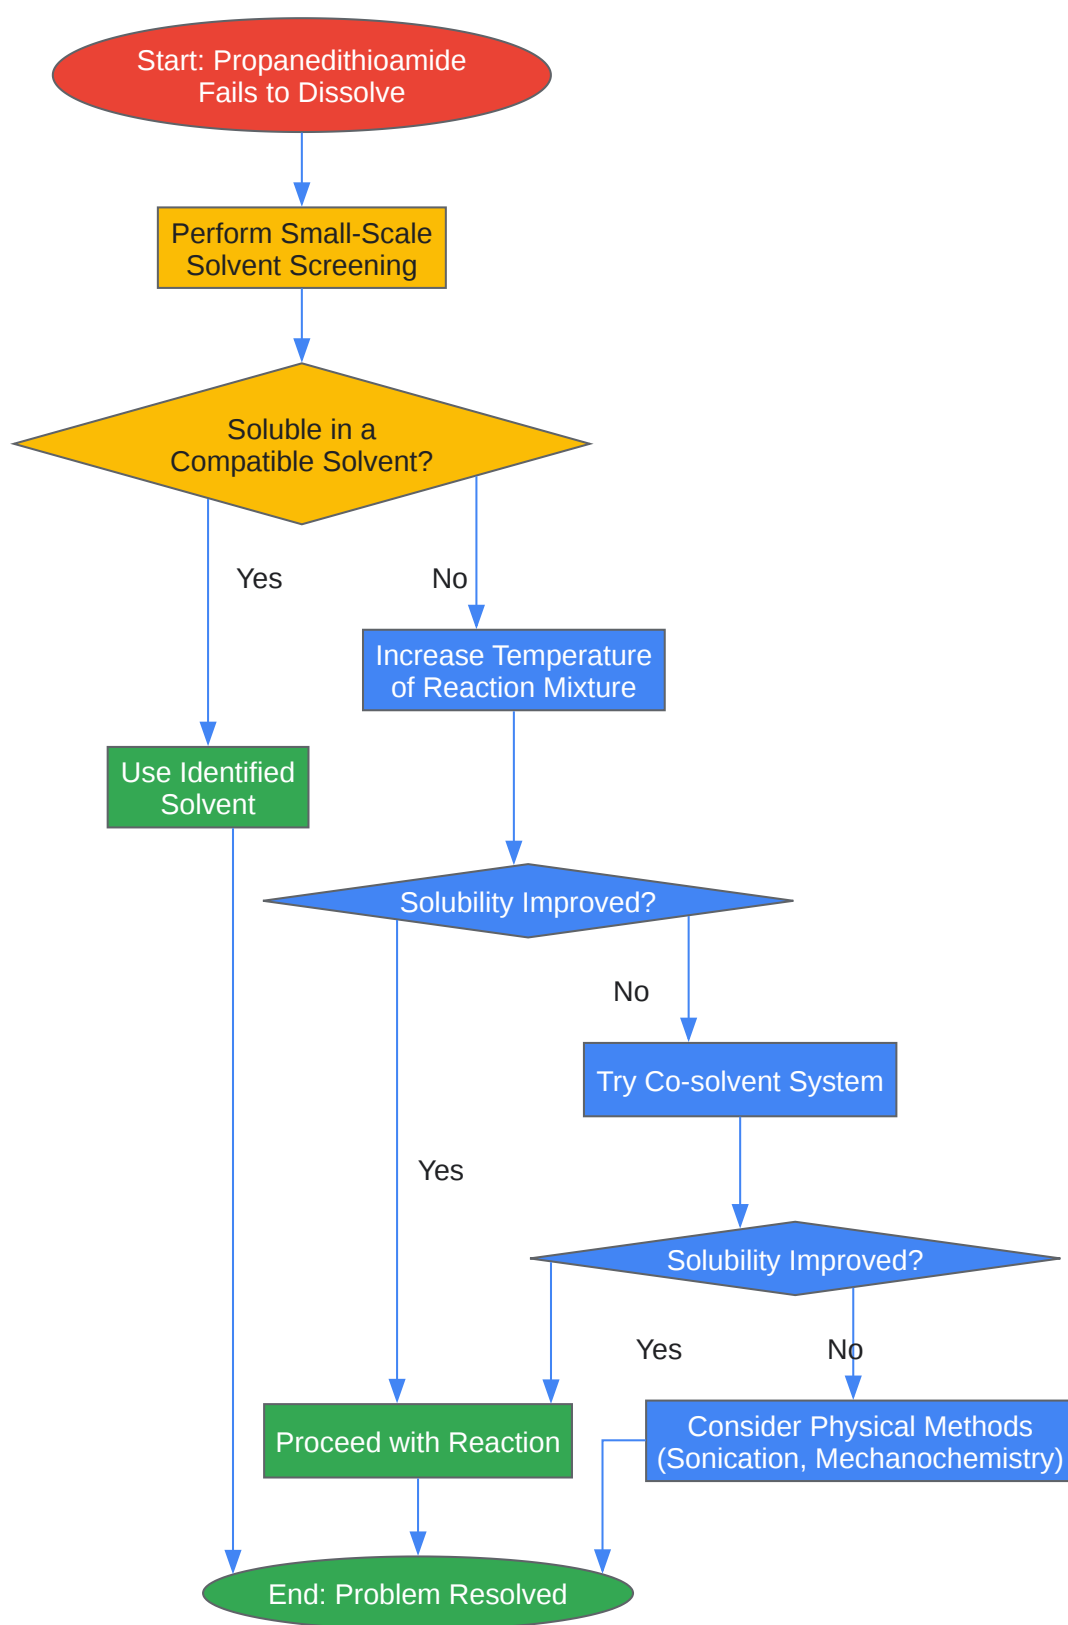 Start: Propanedithioamide
Fails to Dissolve
Perform Small-Scale
Solvent Screening
Soluble in a
Compatible Solvent?
Yes
No
Increase Temperature
of Reaction Mixture
Use Identified
Solvent
Solubility Improved?
No
Try Co-solvent System
Yes
Solubility Improved?
Yes
No
Proceed with Reaction
Consider Physical Methods
(Sonication, Mechanochemistry)
End: Problem Resolved